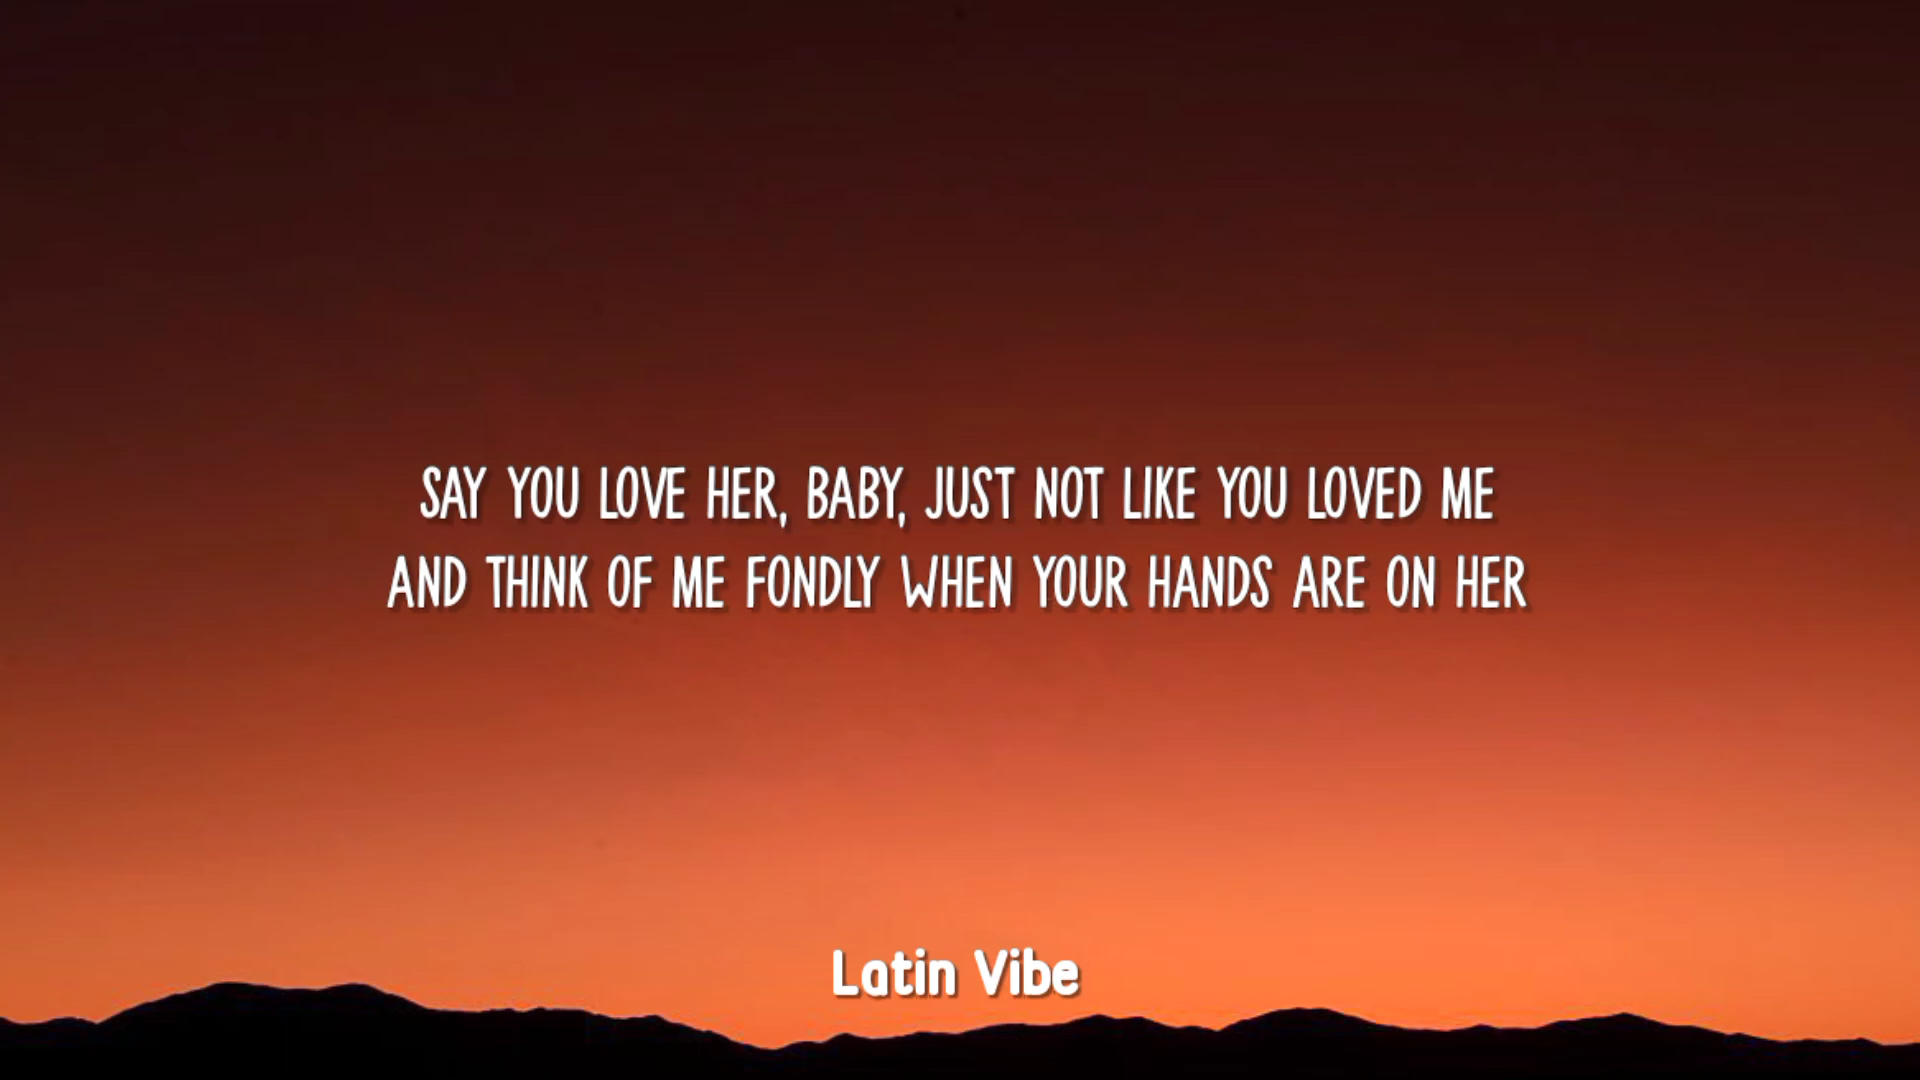 SAY YOU LOVE HER, BABY, JUST NOT LIKE YOU LOVED ME
AND THINK OF ME FONDLY WHEN YOUR HANDS ARE ON HER
Latin Vibe